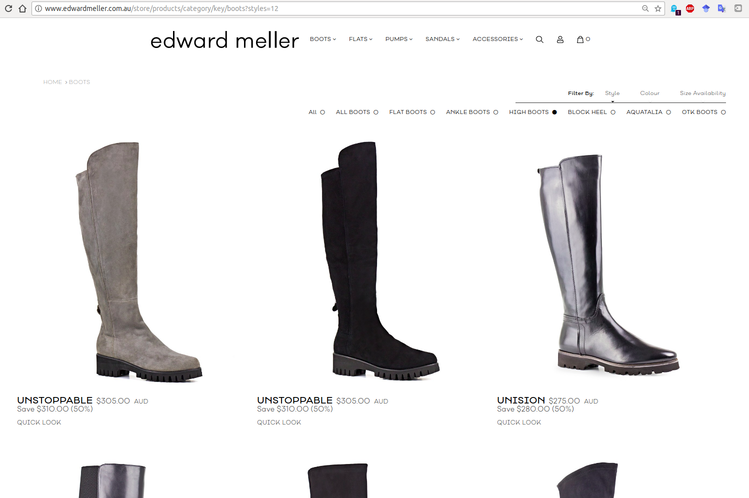 www.edwardmeller.com.au/store/products/category/key/boots?styles=12
1
ABP
edward meller
BOOTS FLATS PUMPS SANDALS ACCESSORIES 0
HOME BOOTS
Filter By: Style Colour Size Availability
All ALL BOOTS FLAT BOOTS ANKLE BOOTS HIGH BOOTS BLOCK HEEL AQUATALIA OTK BOOTS
UNSTOPPABLE $305.00 AUD
Save $310.00 (50%)
QUICK LOOK
UNSTOPPABLE $305.00 AUD
Save $310.00 (50%)
QUICK LOOK
UNISION $275.00 AUD
Save $280.00 (50%)
QUICK LOOK